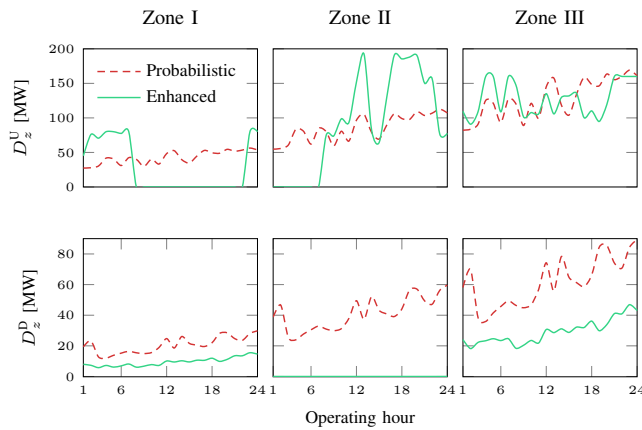 Zone I Zone II Zone III
200
150
100
50
0
D_z^U [MW]
Probabilistic
Enhanced
80
60
40
20
0
D_z^D [MW]
1 6 12 18 24 1 6 12 18 24 1 6 12 18 24
Operating hour